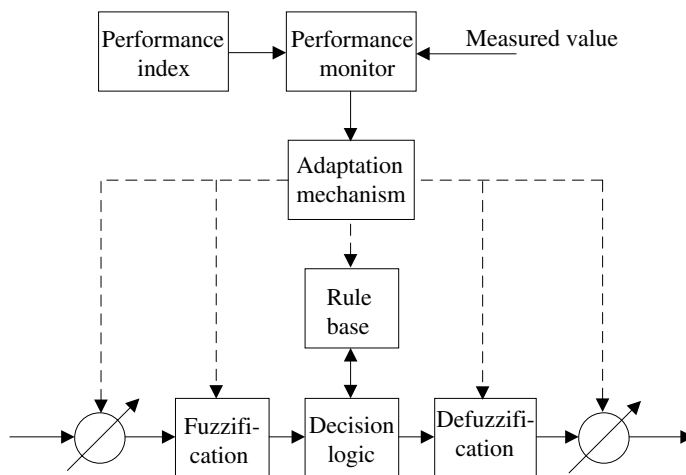 Performance
index
Performance
monitor
Measured value
Adaptation
mechanism
Rule
base
Fuzzifi-
cation
Decision
logic
Defuzzifi-
cation